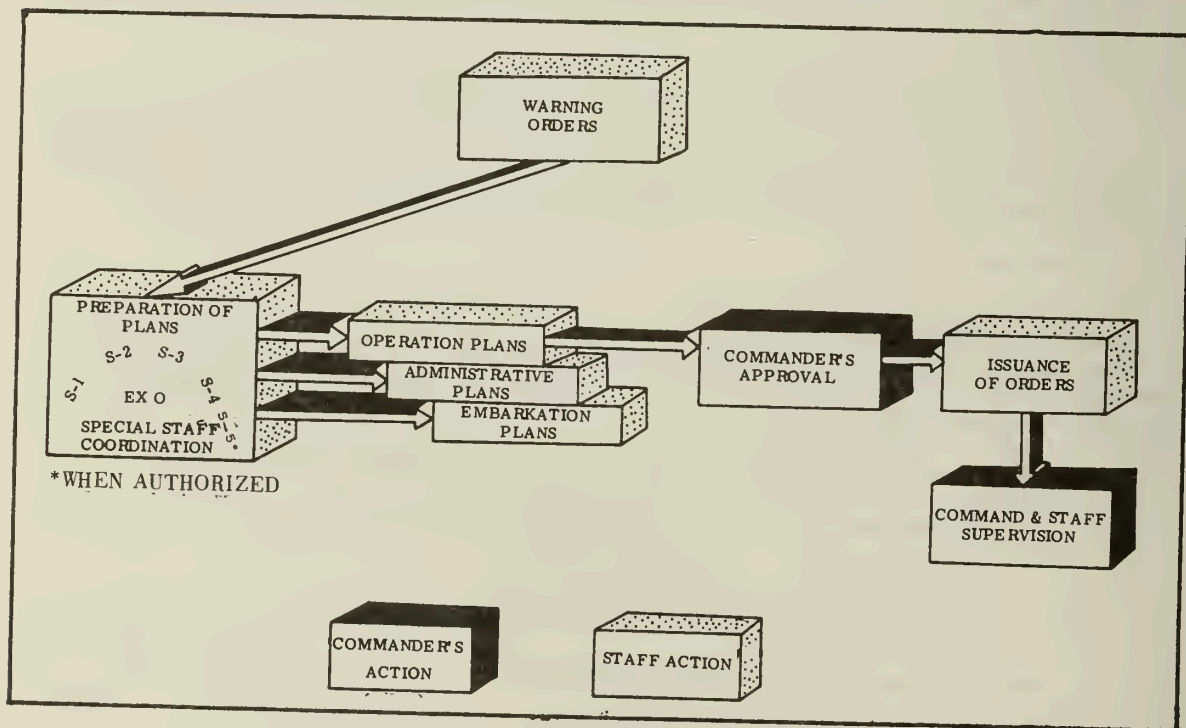 WARNING
ORDERS
PREPARATION OF
PLANS
S-1
S-2
S-3
S-4
S-5*
EX O
SPECIAL STAFF
COORDINATION
*WHEN AUTHORIZED
OPERATION PLANS
ADMINISTRATIVE
PLANS
EMBARKATION
PLANS
COMMANDER'S
APPROVAL
ISSUANCE
OF ORDERS
COMMAND & STAFF
SUPERVISION
COMMANDER'S
ACTION
STAFF ACTION